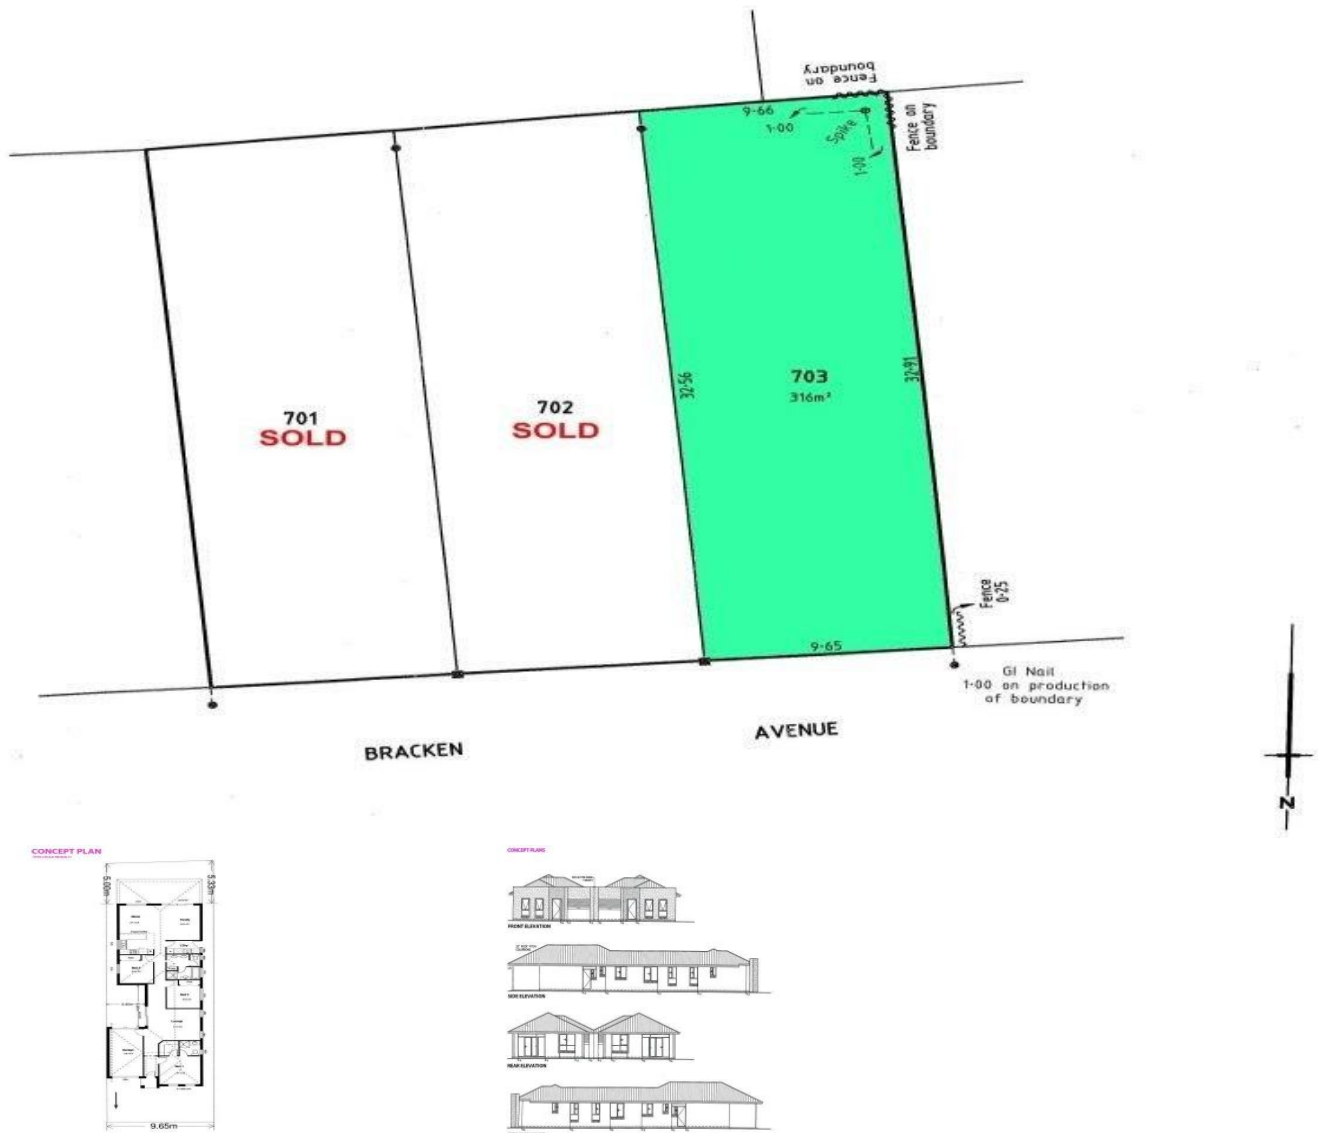 Fence on
boundary
9-66
1-00
Spike
1-00
Fence on
boundary
32-56
703
316m²
32-91
701
SOLD
702
SOLD
Fence
0-25
9-65
GI Nail
1-00 on production
of boundary
BRACKEN AVENUE
N
CONCEPT PLAN
5.00m
5.33m
9.65m
CONCEPT PLANS
FRONT ELEVATION
SIDE ELEVATION
REAR ELEVATION